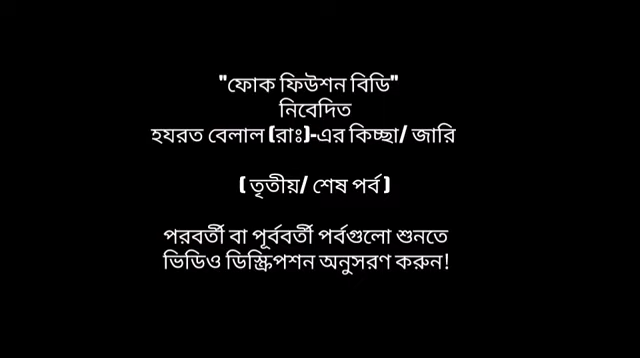 "ফোক ফিউশন বিডি"
নিবেদিত
হযরত বেলাল (রাঃ)-এর কিচ্ছা/ জারি
( তৃতীয়/ শেষ পর্ব )
পরবর্তী বা পূর্ববর্তী পর্বগুলো শুনতে
ভিডিও ডিস্ক্রিপশন অনুসরণ করুন!